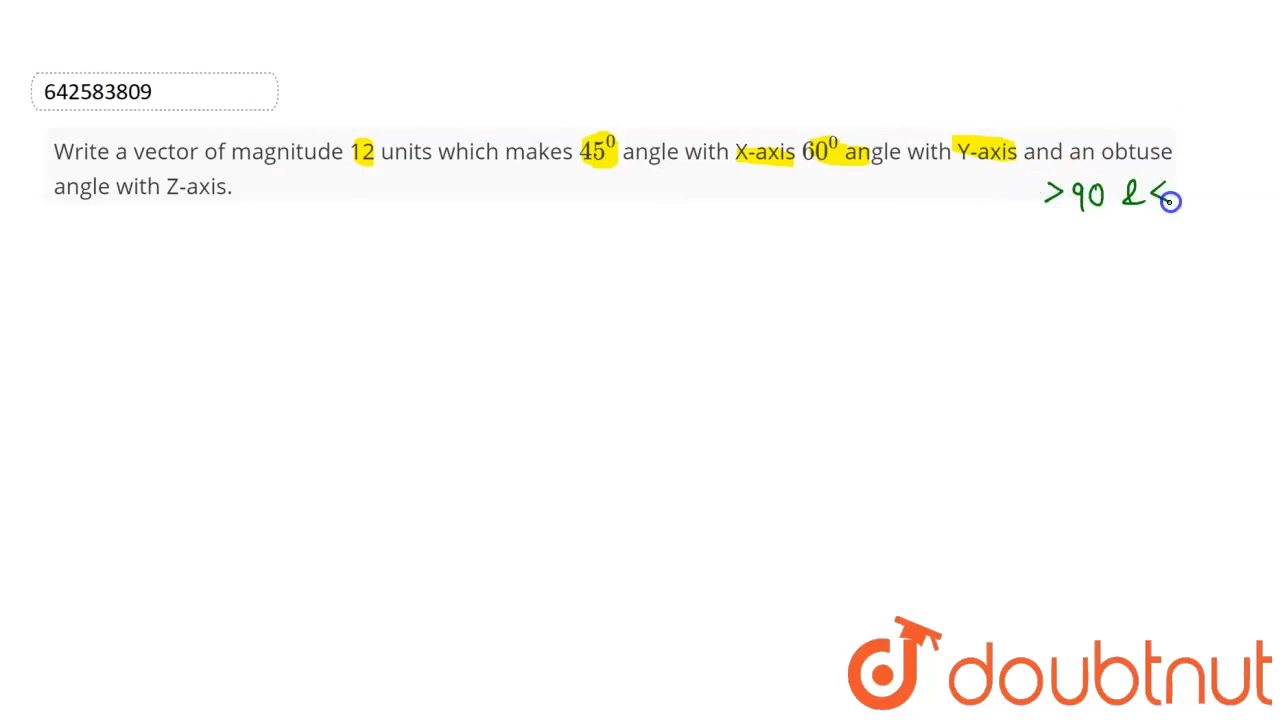 642583809
Write a vector of magnitude 12 units which makes 45⁰ angle with X-axis 60⁰ angle with Y-axis and an obtuse
angle with Z-axis.
>90 & <
doubtnut